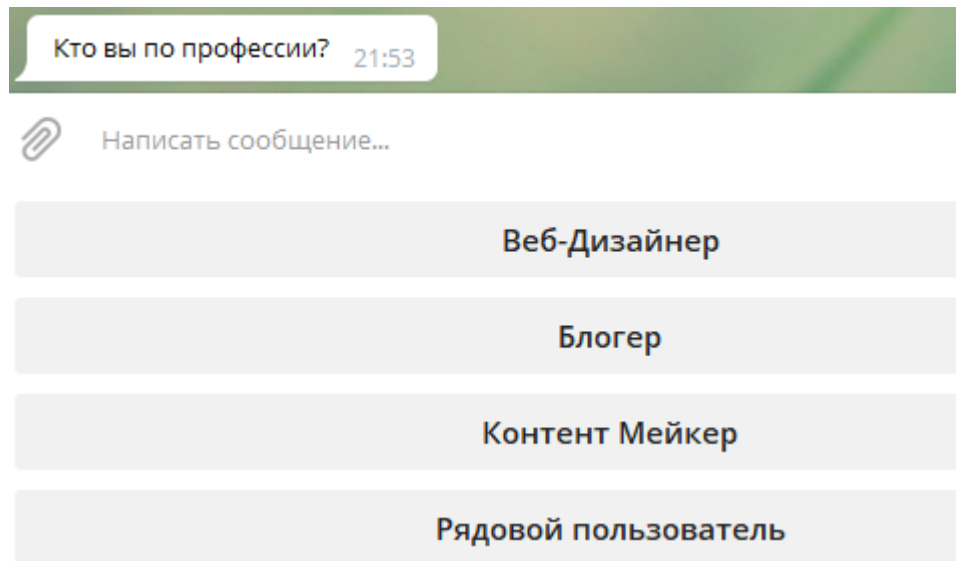 Кто вы по профессии? 21:53
Написать сообщение...
Веб-Дизайнер
Блогер
Контент Мейкер
Рядовой пользователь